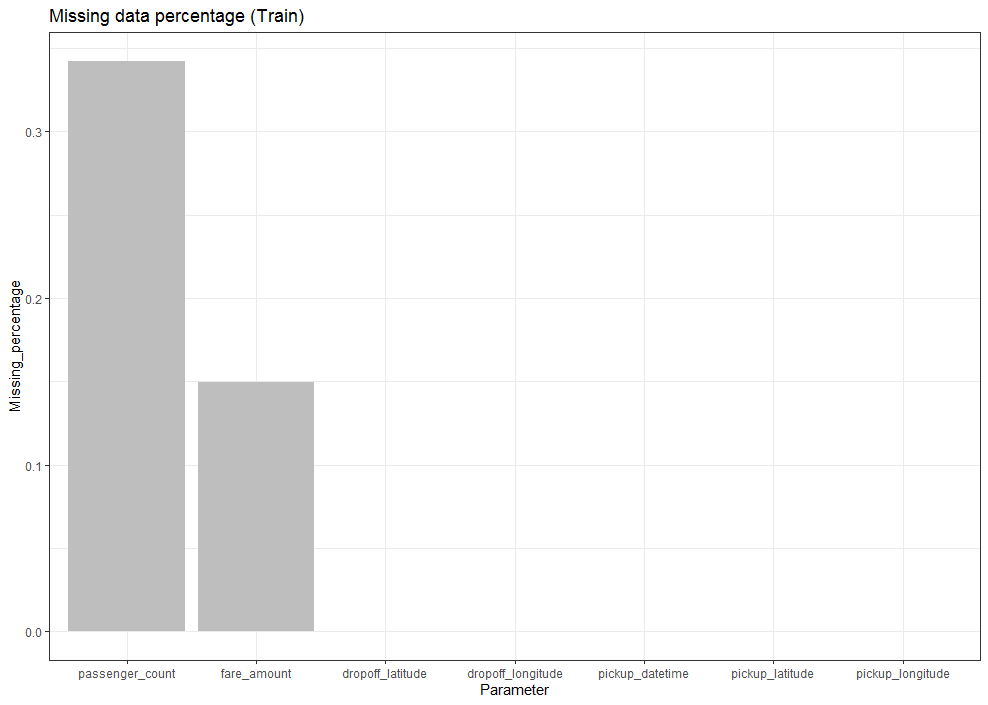 Missing data percentage (Train)
Missing_percentage
0.3
0.2
0.1
0.0
passenger_count fare_amount dropoff_latitude dropoff_longitude pickup_datetime pickup_latitude pickup_longitude
Parameter